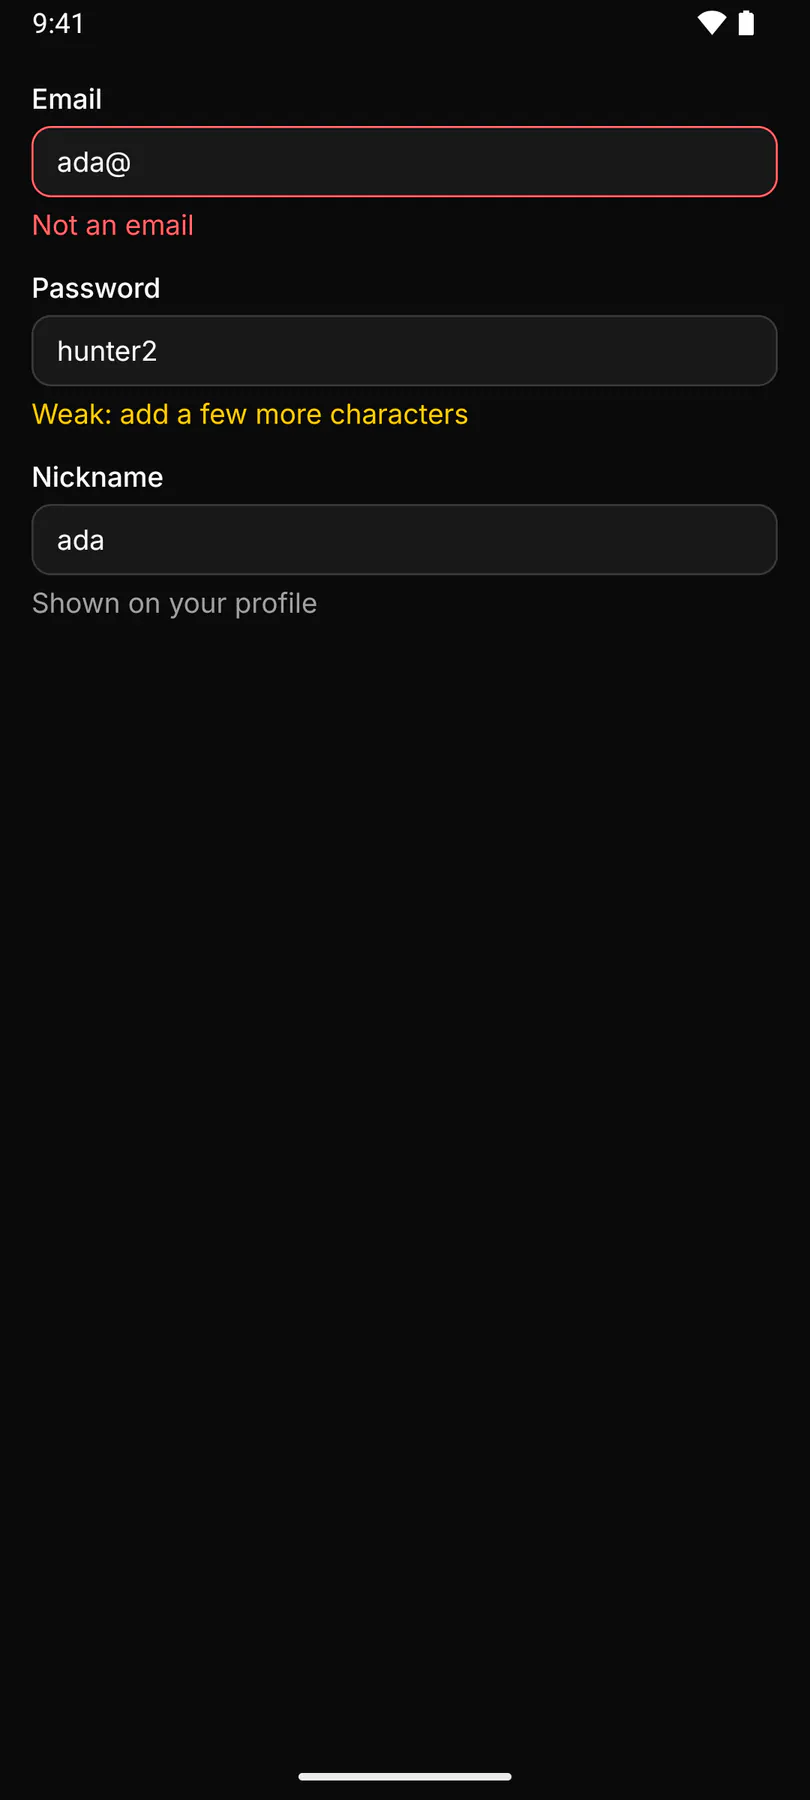 9:41
Email
ada@
Not an email
Password
hunter2
Weak: add a few more characters
Nickname
ada
Shown on your profile